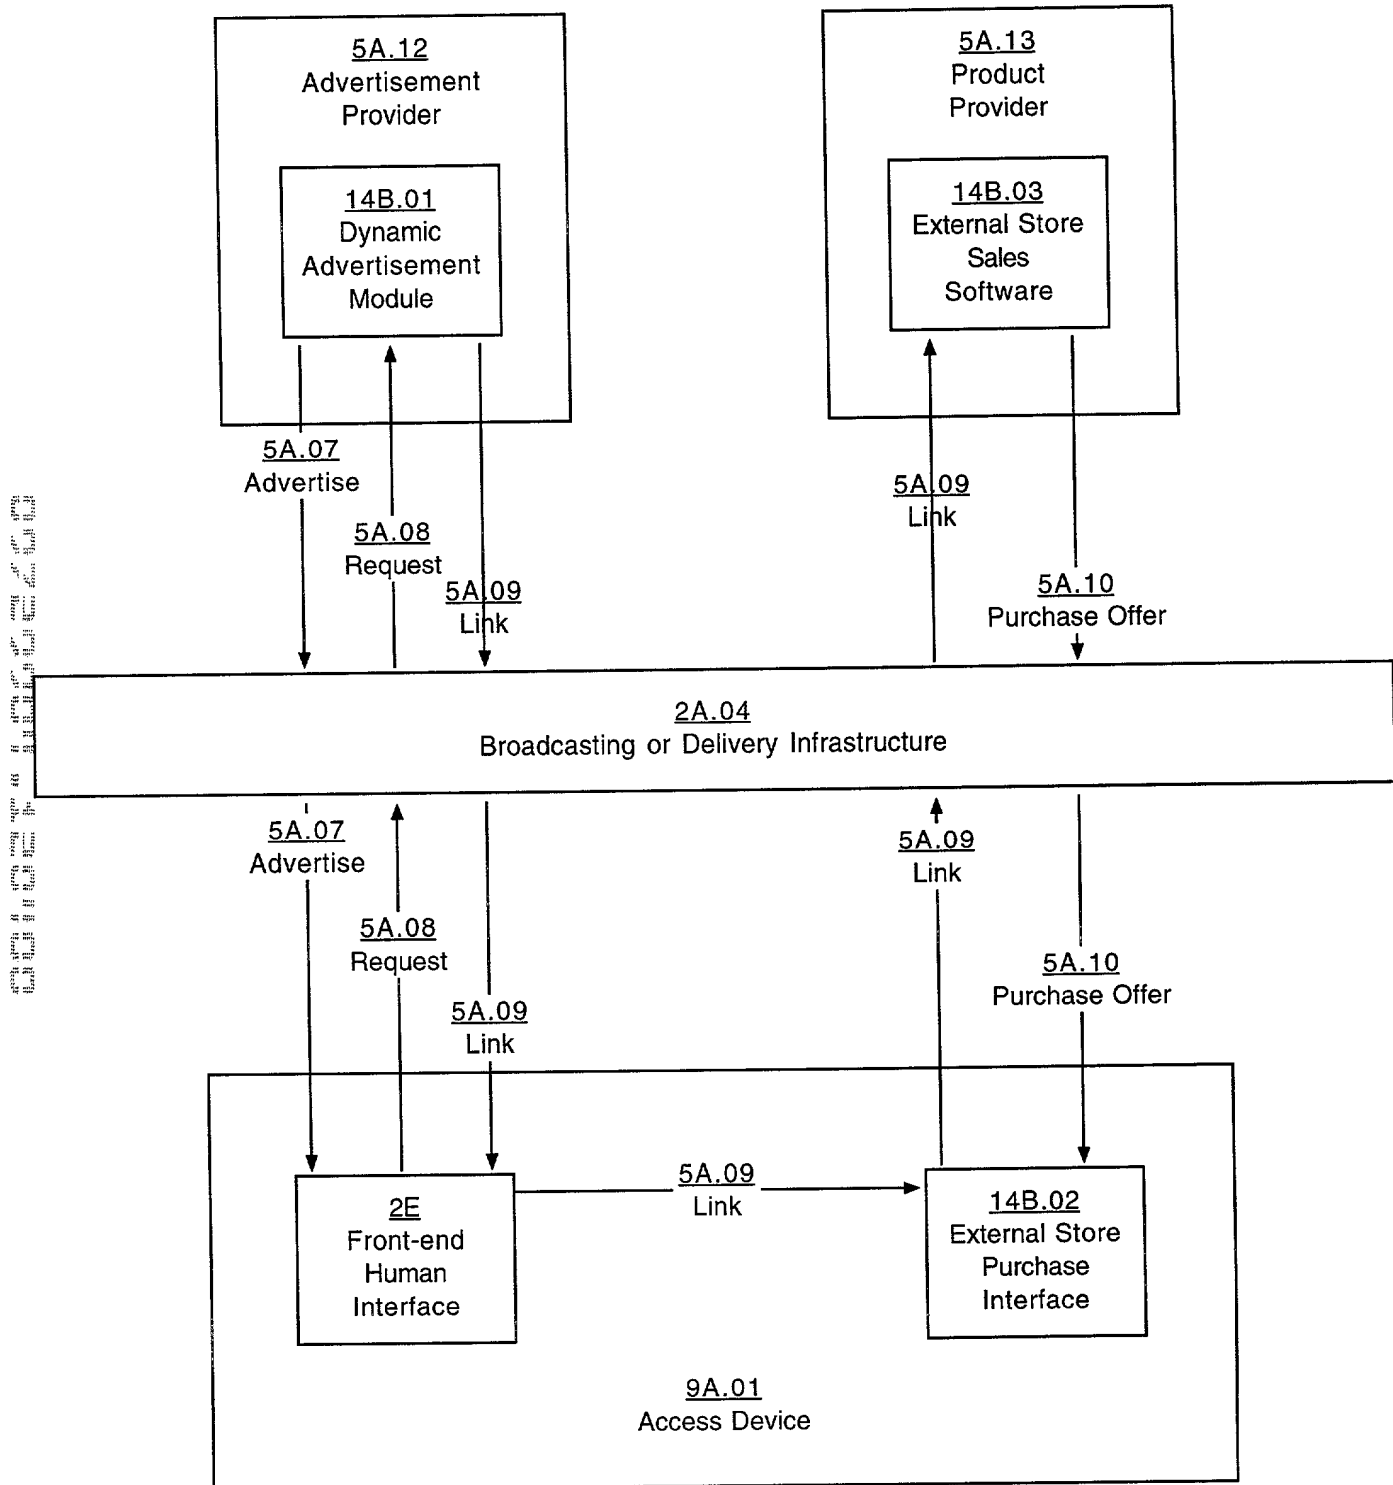 5A.12
Advertisement
Provider
14B.01
Dynamic
Advertisement
Module
5A.13
Product
Provider
14B.03
External Store
Sales
Software
5A.07
Advertise
5A.08
Request
5A.09
Link
5A.09
Link
5A.10
Purchase Offer
2A.04
Broadcasting or Delivery Infrastructure
5A.07
Advertise
5A.08
Request
5A.09
Link
5A.09
Link
5A.10
Purchase Offer
5A.09
Link
2E
Front-end
Human
Interface
14B.02
External Store
Purchase
Interface
9A.01
Access Device